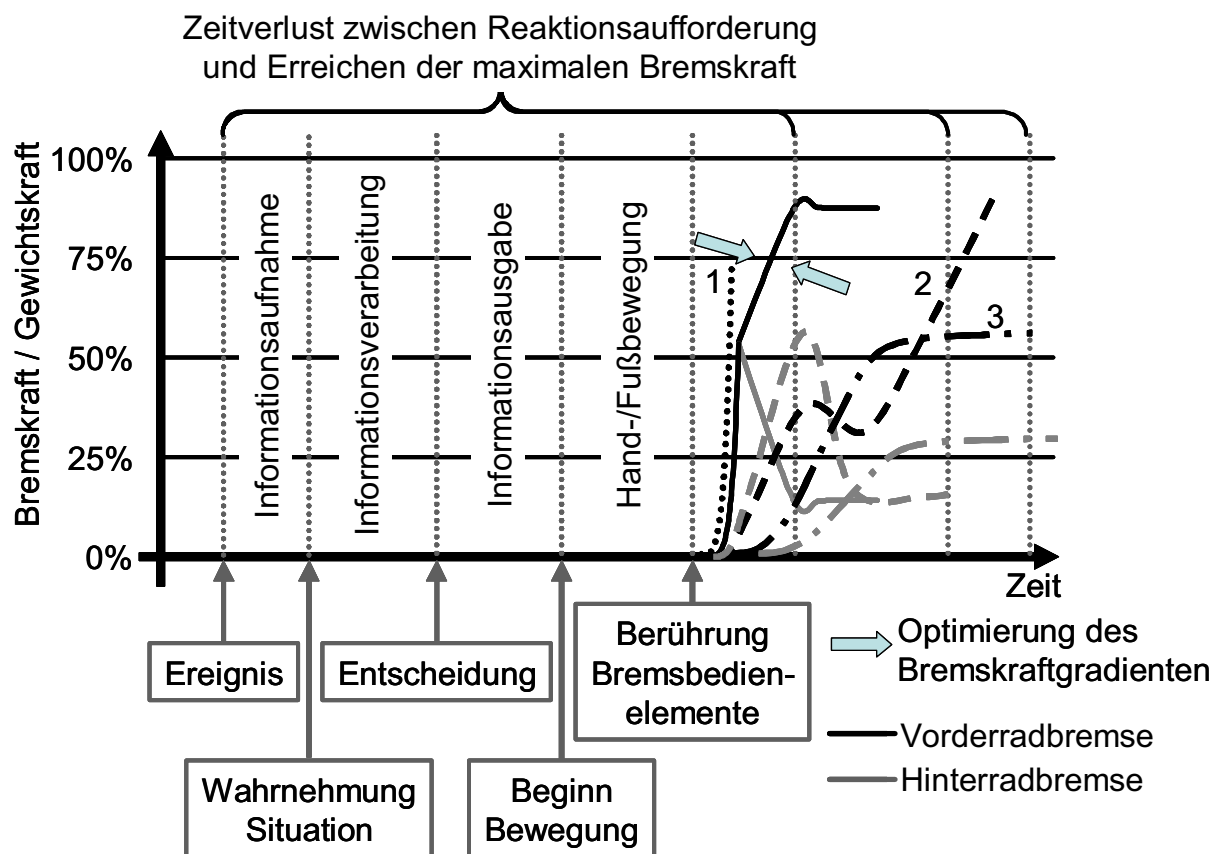 Zeitverlust zwischen Reaktionsaufforderung
und Erreichen der maximalen Bremskraft
Bremskraft / Gewichtskraft
100%
75%
50%
25%
0%
Informationsaufnahme
Informationsverarbeitung
Informationsausgabe
Hand-/Fußbewegung
1
2
3
Zeit
Ereignis
Wahrnehmung
Situation
Entscheidung
Beginn
Bewegung
Berührung
Bremsbedien-
elemente
Optimierung des
Bremskraftgradienten
Vorderradbremse
Hinterradbremse